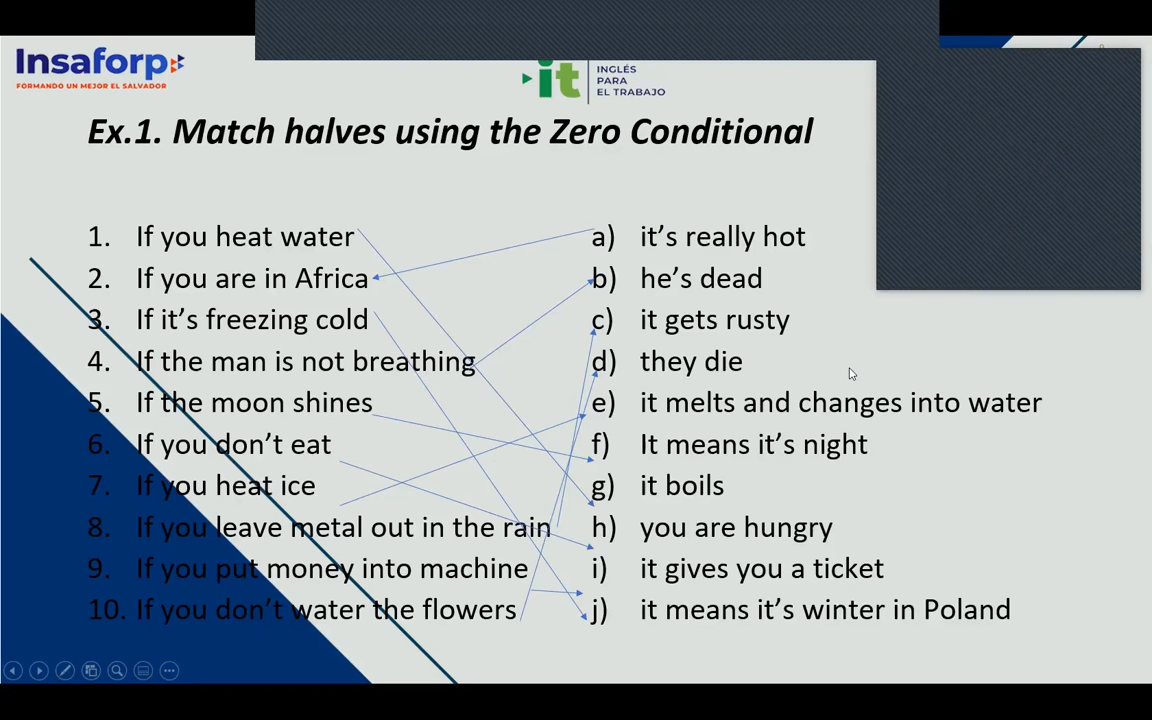 Insaforp
FORMANDO UN MEJOR EL SALVADOR
it
INGLÉS
PARA
EL TRABAJO
Ex.1. Match halves using the Zero Conditional
1. If you heat water
2. If you are in Africa
3. If it's freezing cold
4. If the man is not breathing
5. If the moon shines
6. If you don't eat
7. If you heat ice
8. If you leave metal out in the rain
9. If you put money into machine
10. If you don't water the flowers
a) it's really hot
b) he's dead
c) it gets rusty
d) they die
e) it melts and changes into water
f) It means it's night
g) it boils
h) you are hungry
i) it gives you a ticket
j) it means it's winter in Poland